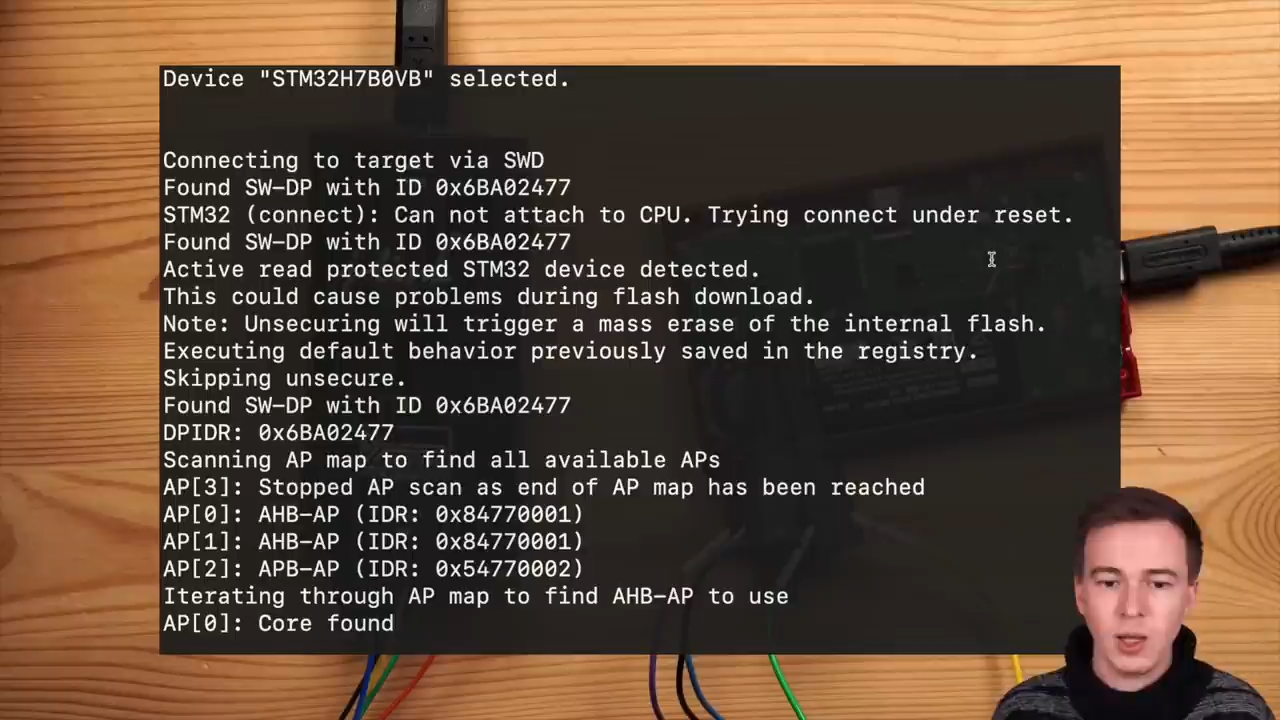 Device "STM32H7B0VB" selected.
Connecting to target via SWD
Found SW-DP with ID 0x6BA02477
STM32 (connect): Can not attach to CPU. Trying connect under reset.
Found SW-DP with ID 0x6BA02477
Active read protected STM32 device detected.
This could cause problems during flash download.
Note: Unsecuring will trigger a mass erase of the internal flash.
Executing default behavior previously saved in the registry.
Skipping unsecure.
Found SW-DP with ID 0x6BA02477
DPIDR: 0x6BA02477
Scanning AP map to find all available APs
AP[3]: Stopped AP scan as end of AP map has been reached
AP[0]: AHB-AP (IDR: 0x84770001)
AP[1]: AHB-AP (IDR: 0x84770001)
AP[2]: APB-AP (IDR: 0x54770002)
Iterating through AP map to find AHB-AP to use
AP[0]: Core found